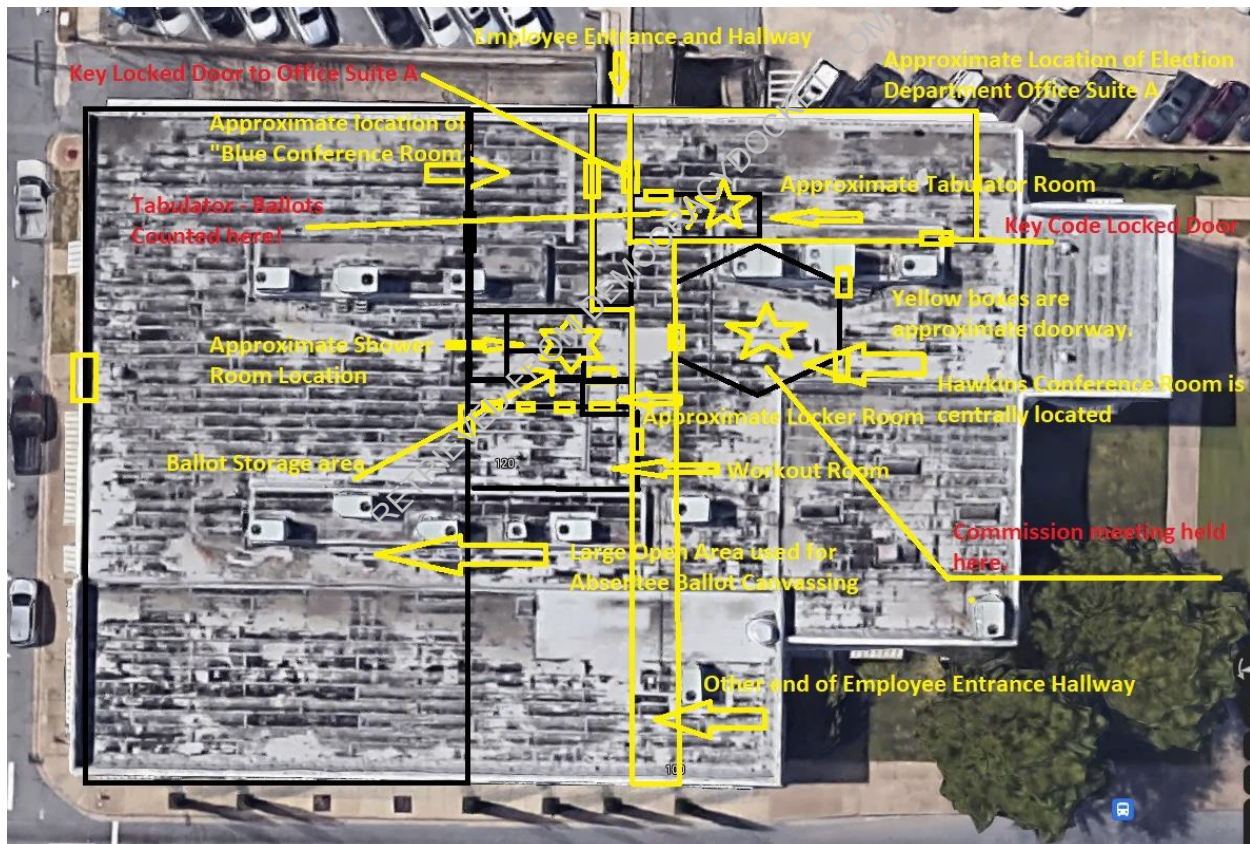 Employee Entrance and Hallway
Key Locked Door to Office Suite A
Approximate Location of Election
Department Office Suite A
Approximate location of
"Blue Conference Room"
Approximate Tabulator Room
Tabulator - Ballots
Counted here!
Key Code Locked Door
Yellow boxes are
approximate doorway.
Approximate Shower
Room Location
Hawkins Conference Room is
centrally located
Approximate Locker Room
Ballot Storage area
120
Workout Room
Commission meeting held
here.
Large Open Area used for
Absentee Ballot Canvassing
Other end of Employee Entrance Hallway
100
RETRIEVED FROM DEMOCRACYDOCKET.COM